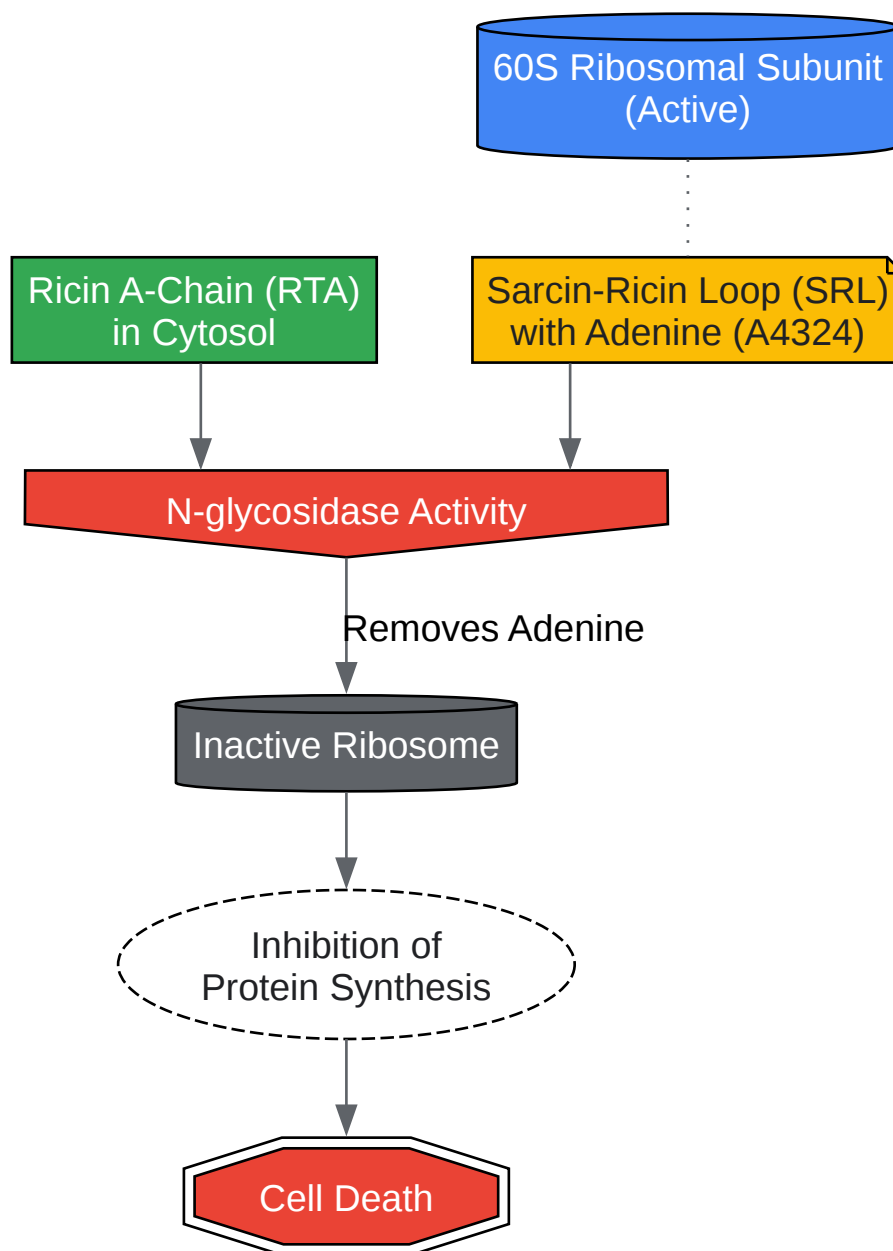 60S Ribosomal Subunit
(Active)
Ricin A-Chain (RTA)
in Cytosol
Sarcin-Ricin Loop (SRL)
with Adenine (A4324)
N-glycosidase Activity
Removes Adenine
Inactive Ribosome
Inhibition of
Protein Synthesis
Cell Death